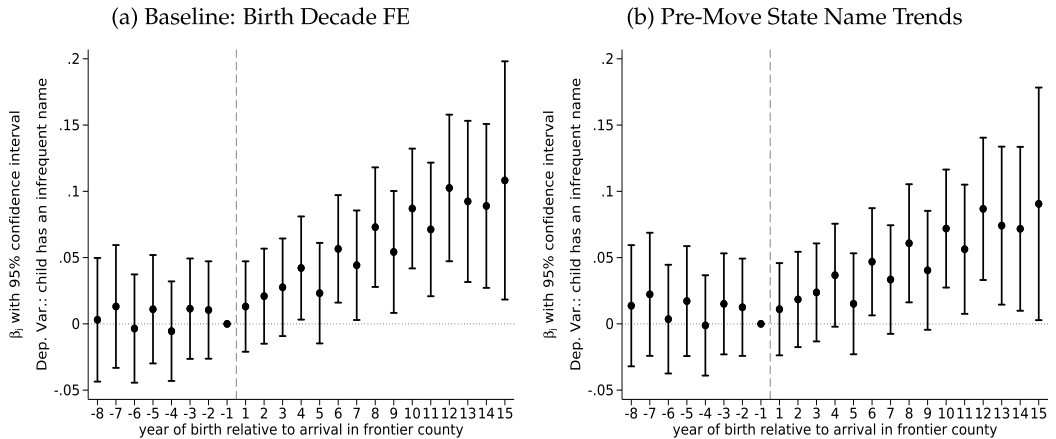 (a) Baseline: Birth Decade FE
βⱼ with 95% confidence interval
Dep. Var.: child has an infrequent name
.2
.15
.1
.05
0
-.05
-8 -7 -6 -5 -4 -3 -2 -1 1 2 3 4 5 6 7 8 9 10 11 12 13 14 15
year of birth relative to arrival in frontier county
(b) Pre-Move State Name Trends
βⱼ with 95% confidence interval
Dep. Var.: child has an infrequent name
.2
.15
.1
.05
0
-.05
-8 -7 -6 -5 -4 -3 -2 -1 1 2 3 4 5 6 7 8 9 10 11 12 13 14 15
year of birth relative to arrival in frontier county